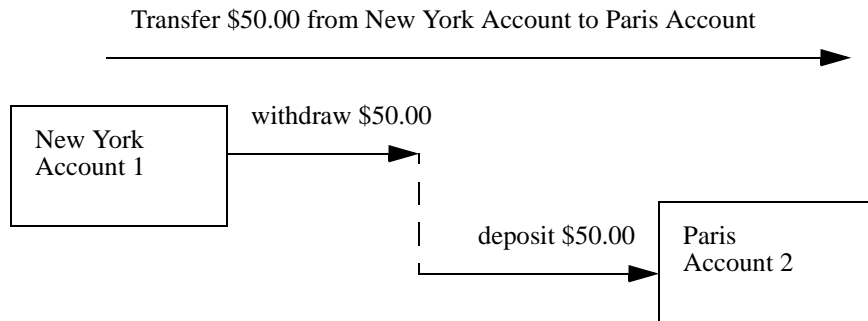 Transfer $50.00 from New York Account to Paris Account
withdraw $50.00
New York
Account 1
deposit $50.00
Paris
Account 2